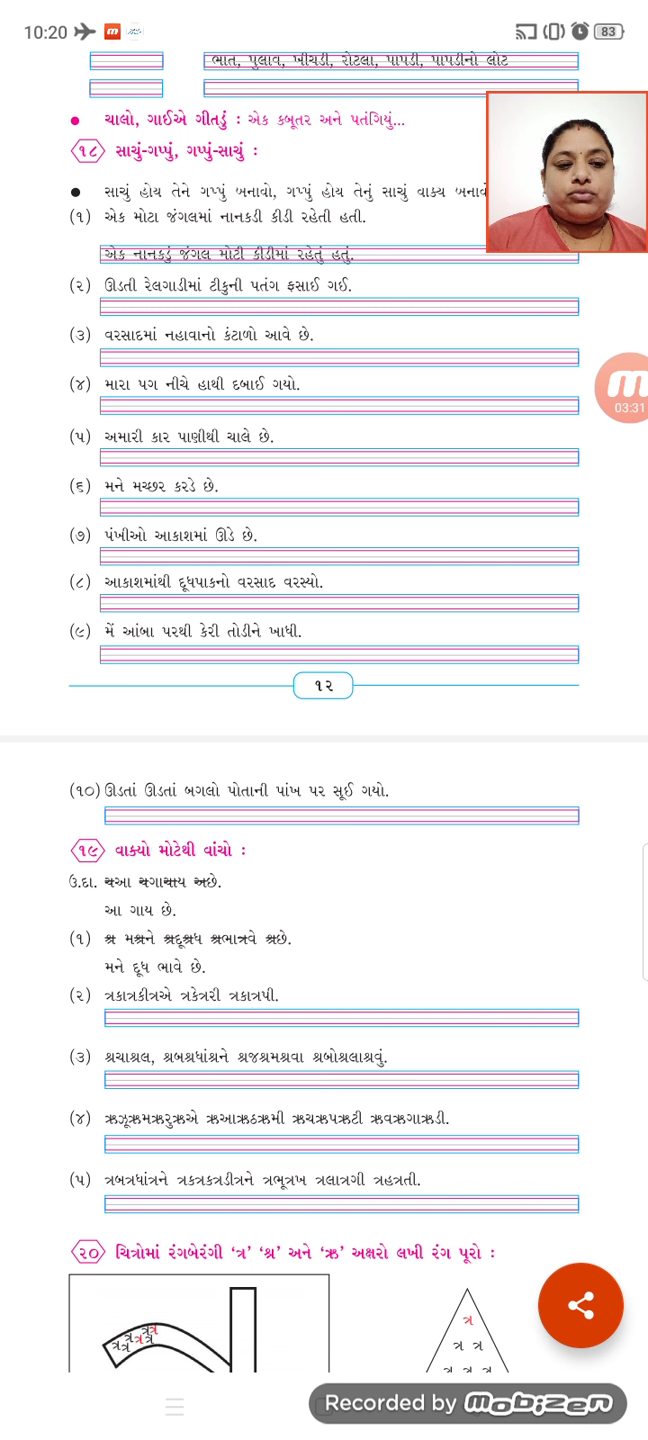 10:20
83
ભાત, પુલાવ, ખીચડી, રોટલા, પાપડી, પાપડીનો લોટ
• ચાલો, ગાઈએ ગીતડું : એક કબૂતર અને પતંગિયું...
૧૮ સાચું-ગપ્પું, ગપ્પું-સાચું :
● સાચું હોય તેને ગપ્પું બનાવો, ગપ્પું હોય તેનું સાચું વાક્ય બનાવ
(૧) એક મોટા જંગલમાં નાનકડી કીડી રહેતી હતી.
એક નાનકડું જંગલ મોટી કીડીમાં રહેતું હતું.
(૨) ઊડતી રેલગાડીમાં ટીકુની પતંગ ફસાઈ ગઈ.
(૩) વરસાદમાં નહાવાનો કંટાળો આવે છે.
(૪) મારા પગ નીચે હાથી દબાઈ ગયો.
03:31
(૫) અમારી કાર પાણીથી ચાલે છે.
(૬) મને મચ્છર કરડે છે.
(૭) પંખીઓ આકાશમાં ઊડે છે.
(૮) આકાશમાંથી દૂધપાકનો વરસાદ વરસ્યો.
(૯) મેં આંબા પરથી કેરી તોડીને ખાધી.
૧૨
(૧૦) ઊડતાં ઊડતાં બગલો પોતાની પાંખ પર સૂઈ ગયો.
૧૯ વાક્યો મોટેથી વાંચો :
ઉ.દા. ચઆ ચગાચાય અછે.
આ ગાય છે.
(૧) શ્ર મશ્રને શ્રદૂશ્રધ શ્રભાત્રવે શ્રછે.
મને દૂધ ભાવે છે.
(૨) ત્રકાત્રકીત્રએ ત્રકેત્રરી ત્રકાત્રપી.
(૩) શ્રચાશ્રલ, શ્રબશ્રધાંશ્રને શ્રજશ્રમશ્રવા શ્રબોશ્રલાશ્રવું.
(૪) ઋઝૂઋમઋરુઋએ ઋઆઋઠઋમી ઋચઋપઋટી ઋવઋગાઋડી.
(૫) ત્રબત્રધાંત્રને ત્રકત્રકત્રડીત્રને ત્રભૂત્રખ ત્રલાત્રગી ત્રહત્રતી.
૨૦ ચિત્રોમાં રંગબેરંગી ‘ત્ર’ ‘શ્ર’ અને ‘ઋ’ અક્ષરો લખી રંગ પૂરો :
ત્ર ત્ર ત્ર ત્ર ત્ર ત્ર ત્ર
ત્ર
ત્ર ત્ર
ત્ર ત્ર ત્ર
Recorded by mobizen